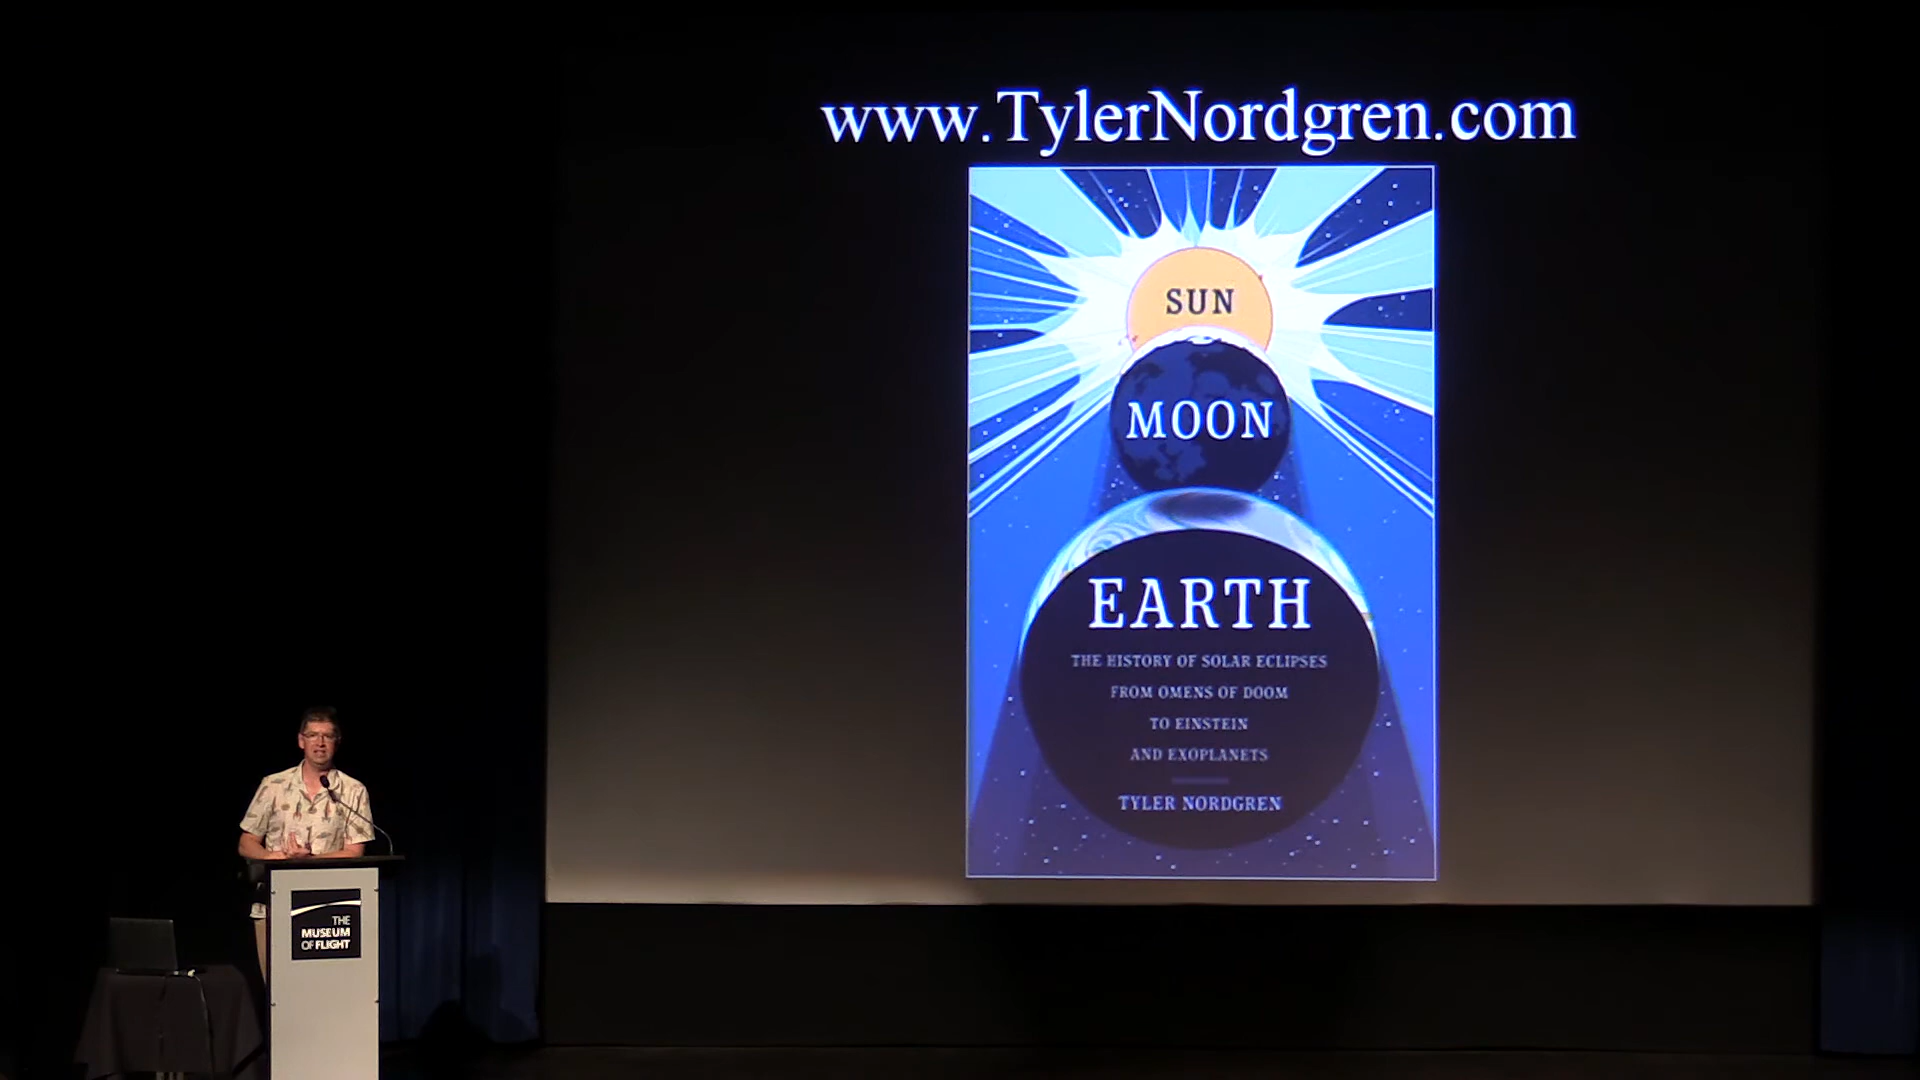 www.TylerNordgren.com
SUN
MOON
EARTH
THE HISTORY OF SOLAR ECLIPSES
FROM OMENS OF DOOM
TO EINSTEIN
AND EXOPLANETS
TYLER NORDGREN
THE
MUSEUM
OF FLIGHT